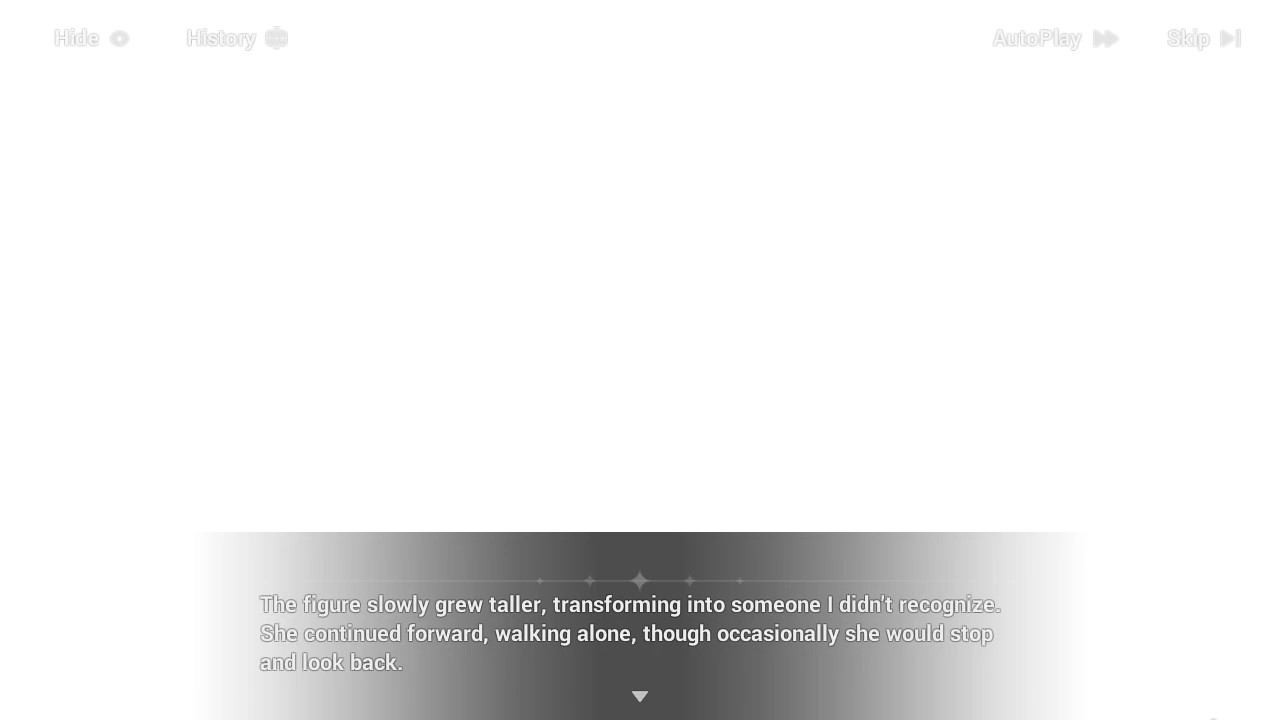 Hide
History
AutoPlay
Skip
The figure slowly grew taller, transforming into someone I didn't recognize.
She continued forward, walking alone, though occasionally she would stop
and look back.